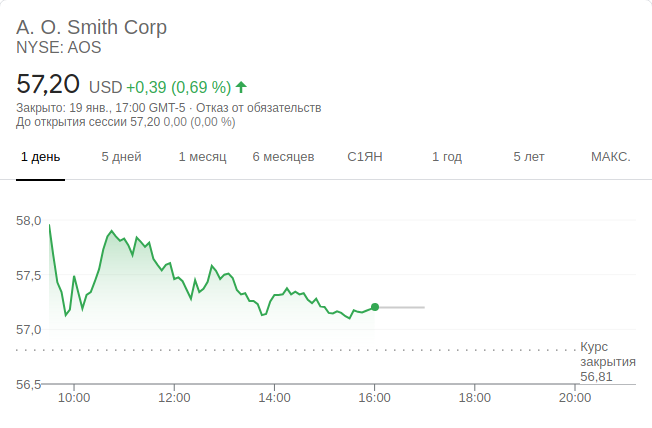 A. O. Smith Corp
NYSE: AOS
57,20 USD +0,39 (0,69 %)
Закрыто: 19 янв., 17:00 GMT-5 · Отказ от обязательств
До открытия сессии 57,20 0,00 (0,00 %)
1 день 5 дней 1 месяц 6 месяцев С1ЯН 1 год 5 лет МАКС.
58,0
57,5
57,0
Курс
закрытия
56,81
56,5
10:00 12:00 14:00 16:00 18:00 20:00